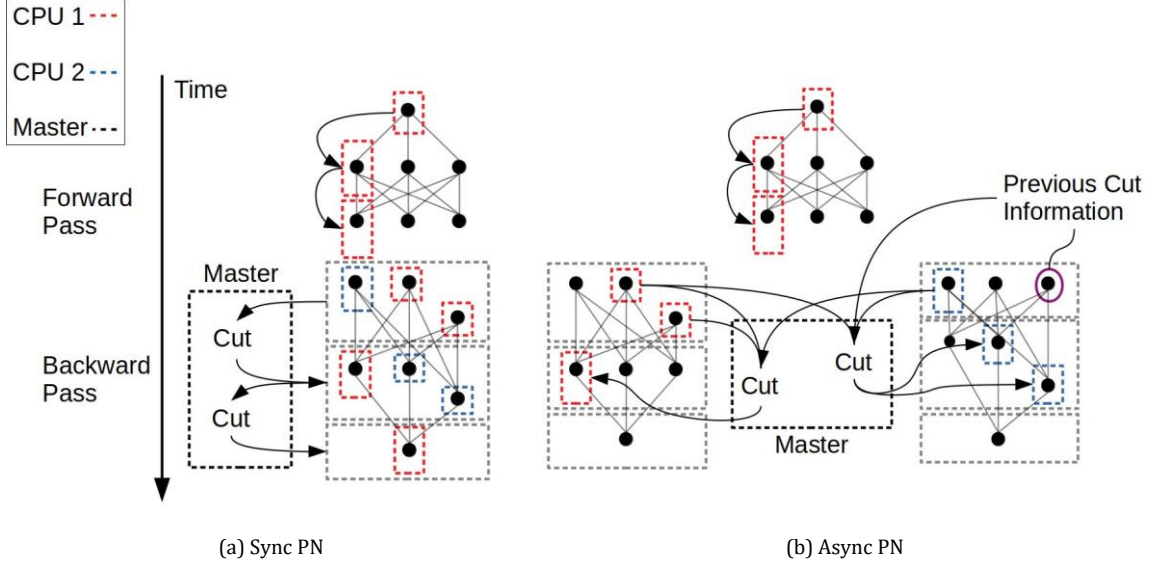 CPU 1
CPU 2
Master
Time
Forward
Pass
Previous Cut
Information
Master
Cut
Backward
Pass
Cut
Cut
Cut
Master
(a) Sync PN
(b) Async PN